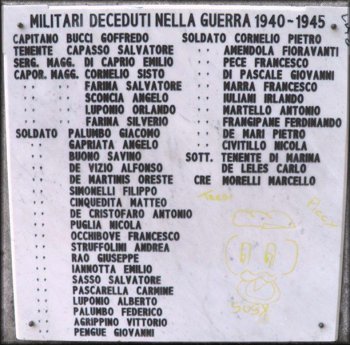 MILITARI DECEDUTI NELLA GUERRA 1940-1945
CAPITANO BUCCI GOFFREDO
TENENTE CAPASSO SALVATORE
SERG. MAGG. DI CAPRIO EMILIO
CAPOR. MAGG. CORNELIO SISTO
" " FARINA SALVATORE
" " SCONCIA ANGELO
" " LUPONIO ORLANDO
" " FARINA SILVERIO
SOLDATO PALUMBO GIACOMO
" GAPRIATA ANGELO
" BUONO SAVINO
" DE VIZIO ALFONSO
" DE MARTINIS ORESTE
" SIMONELLI FILIPPO
" CINQUEDITA MATTEO
" DE CRISTOFARO ANTONIO
" PUGLIA NICOLA
" OCCHIBOVE FRANCESCO
" STRUFFOLINI ANDREA
" RAO GIUSEPPE
" IANNOTTA EMILIO
" SASSO SALVATORE
" PASCARELLA CARMINE
" LUPONIO ALBERTO
" PALUMBO FEDERICO
" AGRIPPINO VITTORIO
" PENGUE GIOVANNI
SOLDATO CORNELIO PIETRO
" AMENDOLA FIORAVANTI
" PECE FRANCESCO
" DI PASCALE GIOVANNI
" MARRA FRANCESCO
" IULIANI IRLANDO
" MARTELLO ANTONIO
" FRANGIPANE FERDINANDO
" DE MARI PIETRO
" CIVITILLO NICOLA
SOTT. TENENTE DI MARINA
DE LELES CARLO
CRE MORELLI MARCELLO